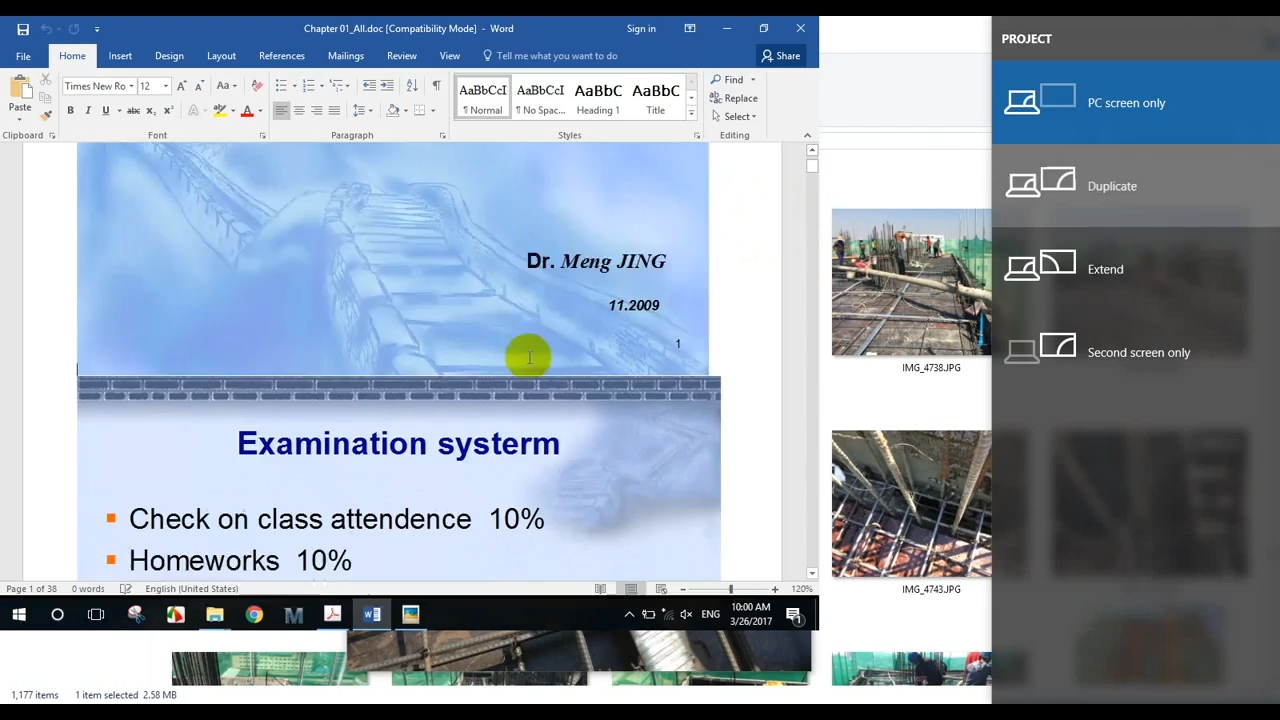 Chapter 01_All.doc [Compatibility Mode] - Word
Sign in
File Home Insert Design Layout References Mailings Review View Tell me what you want to do
Share
Paste
Times New Ro 12
Aa
AaBbCcI AaBbCcI AaBbC AaBbC
¶ Normal ¶ No Spac... Heading 1 Title
Find
Replace
Select
Clipboard Font Paragraph Styles Editing
Dr. Meng JING
11.2009
1
Examination systerm
Check on class attendence 10%
Homeworks 10%
Page 1 of 38 0 words English (United States) 120%
ENG
10:00 AM
3/26/2017
1,177 items 1 item selected 2.58 MB
IMG_4738.JPG
IMG_4743.JPG
PROJECT
PC screen only
Duplicate
Extend
Second screen only